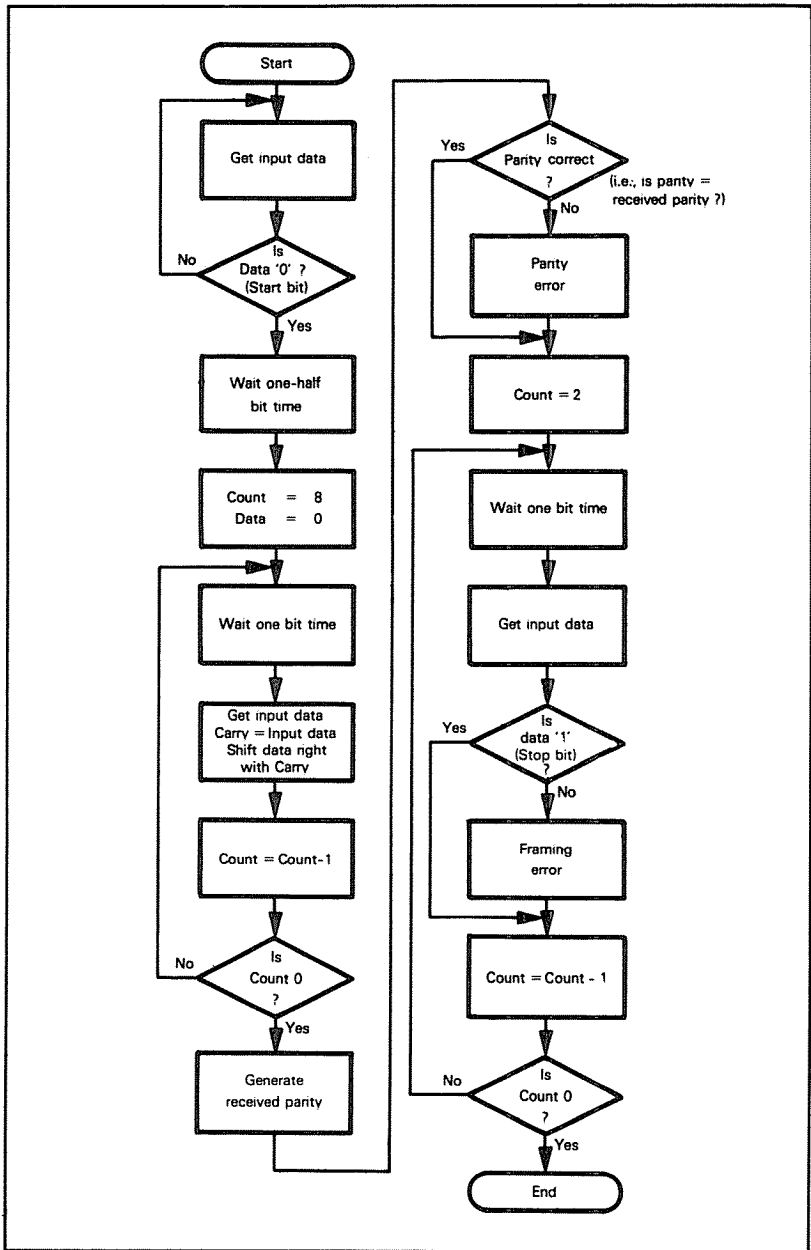 Start
Get input data
No
Is
Data '0' ?
(Start bit)
Yes
Wait one-half
bit time
Count = 8
Data = 0
Wait one bit time
Get input data
Carry = Input data
Shift data right
with Carry
Count = Count-1
No
Is
Count 0
?
Yes
Generate
received parity
Yes
Is
Parity correct
?
(i.e., is parity =
received parity ?)
No
Parity
error
Count = 2
Wait one bit time
Get input data
Yes
Is
data '1'
(Stop bit)
?
No
Framing
error
Count = Count - 1
No
Is
Count 0
?
Yes
End